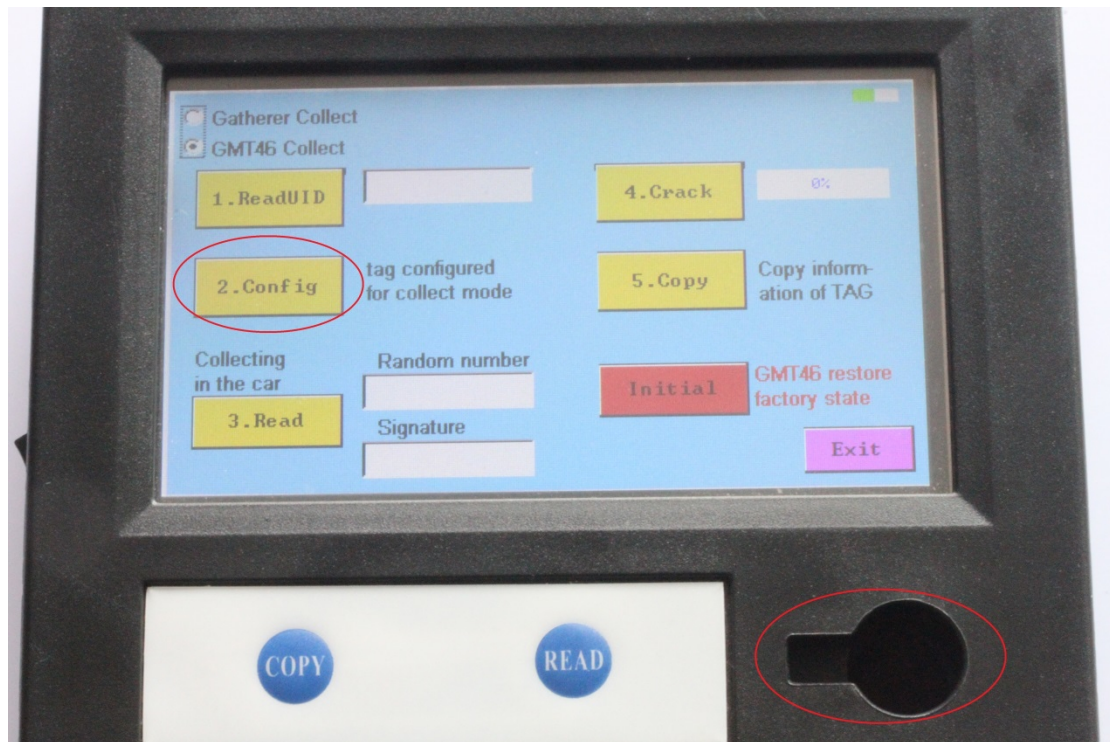 Gatherer Collect
GMT46 Collect
1.ReadUID
4.Crack
0%
2.Config
tag configured
for collect mode
5.Copy
Copy inform-
ation of TAG
Collecting
in the car
Random number
3.Read
Signature
Initial
GMT46 restore
factory state
Exit
COPY
READ